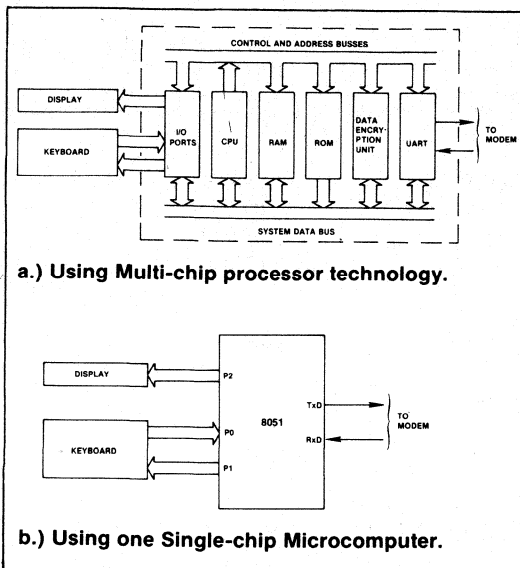 CONTROL AND ADDRESS BUSSES
DISPLAY
KEYBOARD
I/O
PORTS
CPU
RAM
ROM
DATA
ENCRYP-
TION
UNIT
UART
TO
MODEM
SYSTEM DATA BUS
a.) Using Multi-chip processor technology.
DISPLAY
KEYBOARD
P2
P0
P1
8051
TxD
RxD
TO
MODEM
b.) Using one Single-chip Microcomputer.